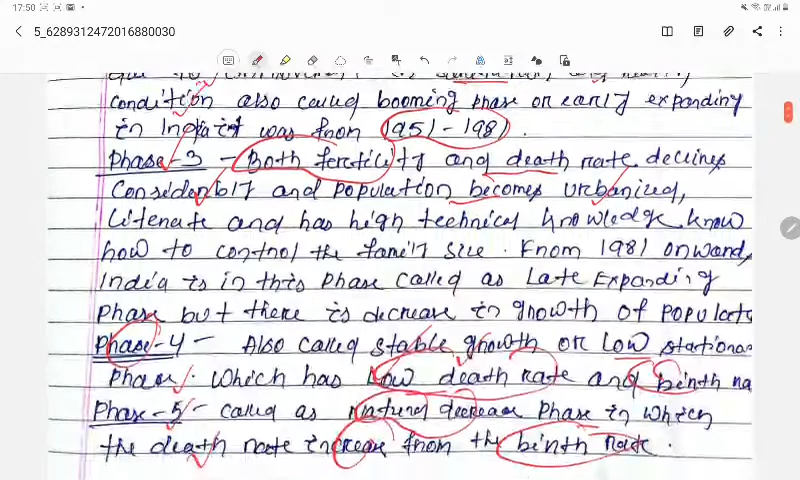 17:50
81%
5_6289312472016880030
condition also called booming phase or early expanding
in India it was from 1951-1981.
Phase-3 - Both fertility and death rate declines
Considerably and population becomes urbanized,
literate and has high technical knowledge, know
how to control the family size. From 1981 onward,
India is in this phase called as Late Expanding
Phase but there is decrease in growth of populat
Phase-4 - Also called stable growth or Low stationa
Phase. Which has Low death rate and birth ra
Phase-5 - called as natural decrease phase in which
the death rate increase from the birth rate.